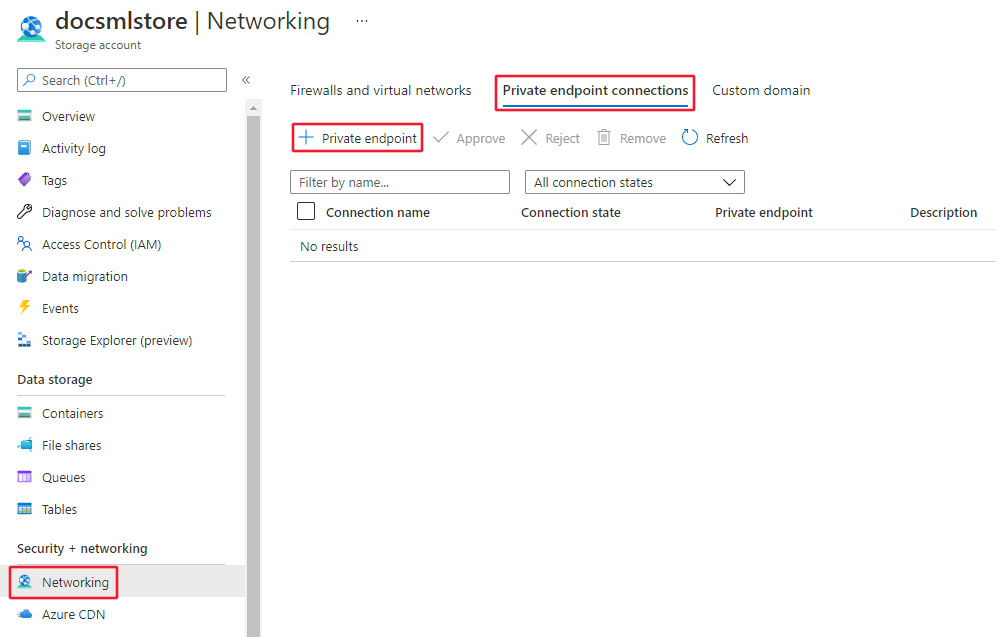 docsmlstore | Networking ...
Storage account
Search (Ctrl+/)
«
Overview
Activity log
Tags
Diagnose and solve problems
Access Control (IAM)
Data migration
Events
Storage Explorer (preview)
Data storage
Containers
File shares
Queues
Tables
Security + networking
Networking
Azure CDN
Firewalls and virtual networks Private endpoint connections Custom domain
Private endpoint Approve Reject Remove Refresh
Filter by name... All connection states
Connection name Connection state Private endpoint Description
No results